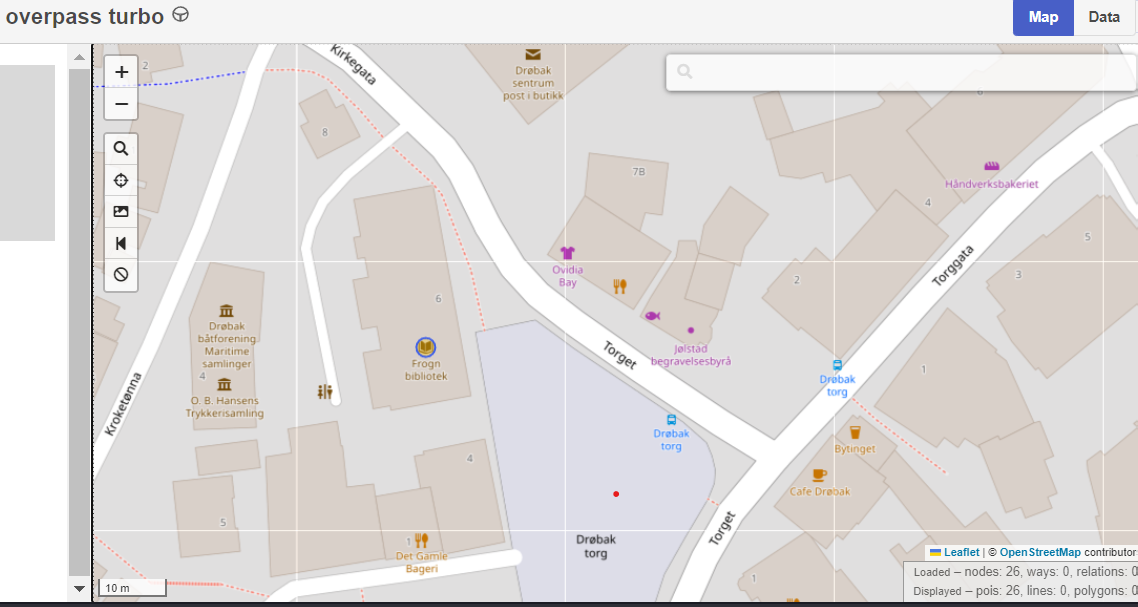 overpass turbo
Map
Data
+
2
−
Kirkegata
Drøbak
sentrum
post i butikk
8
7B
Håndverksbakeriet
4
5
3
Torggata
Ovidia
Bay
2
6
Drøbak
båtforening
Maritime
samlinger
4
O. B. Hansens
Trykkerisamling
Frogn
bibliotek
Torget
Jølstad
begravelsesbyrå
Drøbak
torg
1
Kroketønna
Drøbak
torg
Bytinget
Cafe Drøbak
4
5
1
Det Gamle
Bageri
Drøbak
torg
Torget
1
10 m
Leaflet | © OpenStreetMap contributors
Loaded – nodes: 26, ways: 0, relations: 0
Displayed – pois: 26, lines: 0, polygons: 0